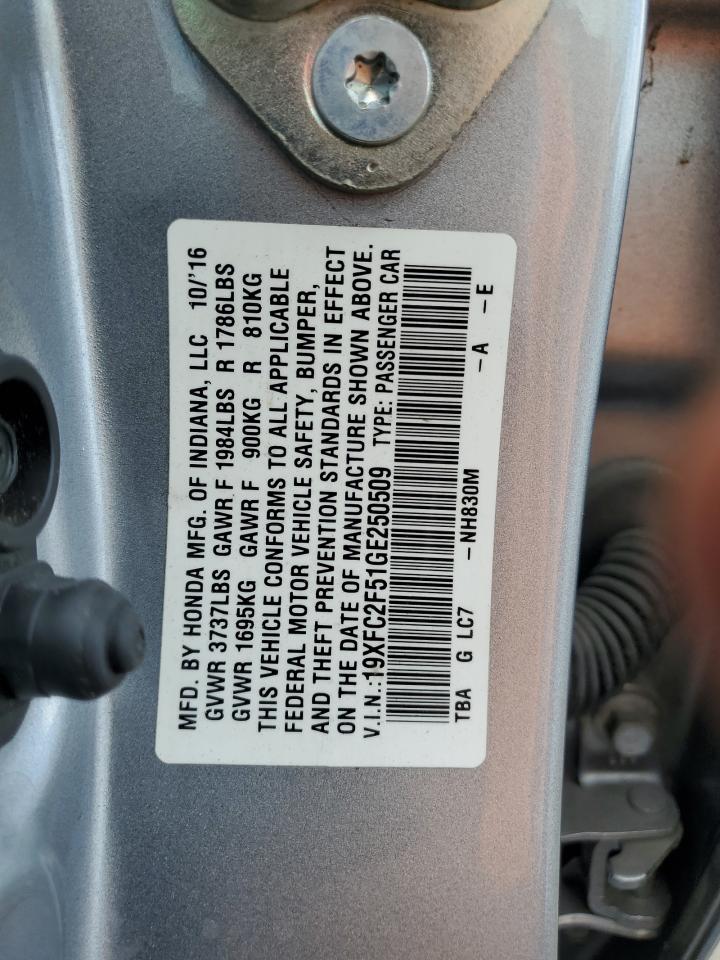 MFD. BY HONDA MFG. OF INDIANA, LLC 10/'16
GVWR 3737LBS GAWR F 1984LBS R 1786LBS
GVWR 1695KG GAWR F 900KG R 810KG
THIS VEHICLE CONFORMS TO ALL APPLICABLE
FEDERAL MOTOR VEHICLE SAFETY, BUMPER,
AND THEFT PREVENTION STANDARDS IN EFFECT
ON THE DATE OF MANUFACTURE SHOWN ABOVE.
V.I.N.:19XFC2F51GE250509 TYPE: PASSENGER CAR
TBA G LC7 -NH830M -A -E